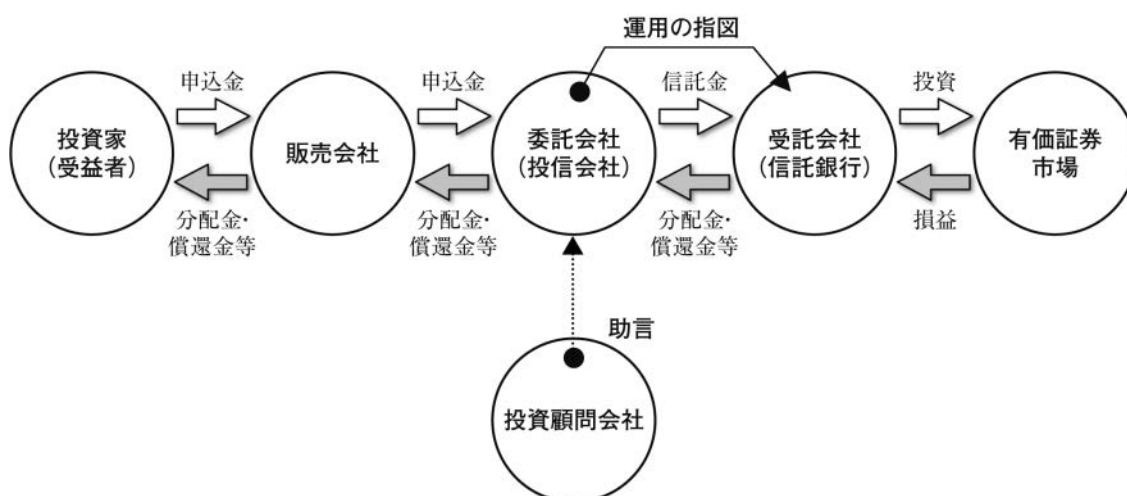 運用の指図
申込金
申込金
信託金
投資
投資家
(受益者)
販売会社
委託会社
(投信会社)
受託会社
(信託銀行)
有価証券
市場
分配金・
償還金等
分配金・
償還金等
分配金・
償還金等
損益
助言
投資顧問会社